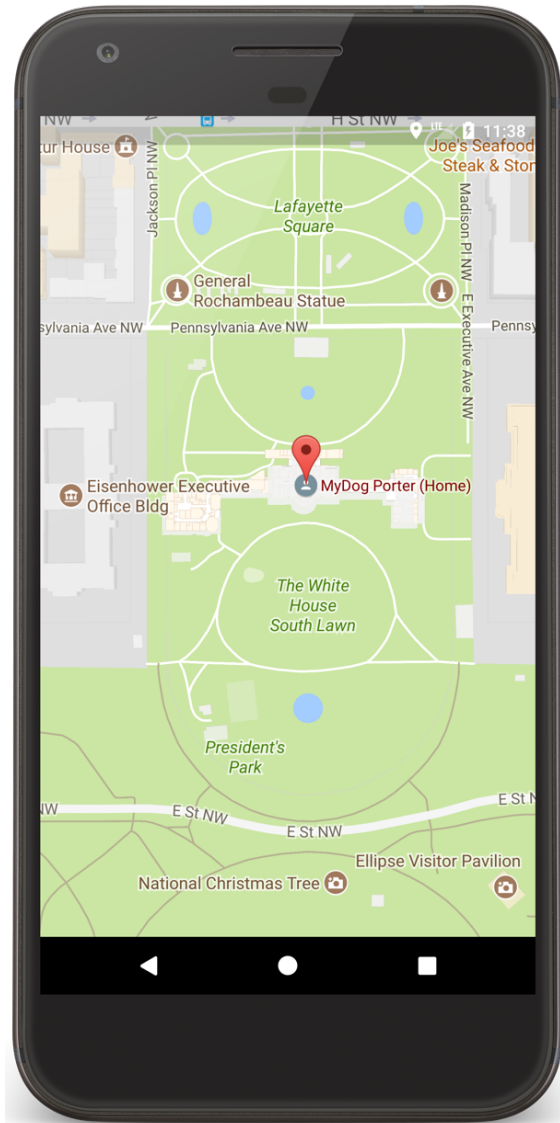 NW
H St NW
LTE 11:38
tur House
Joe's Seafood
Steak & Ston
Jackson Pl NW
Madison Pl NW
Lafayette
Square
General
Rochambeau Statue
sylvania Ave NW
Pennsylvania Ave NW
Pennsy
E Executive Ave NW
Eisenhower Executive
Office Bldg
MyDog Porter (Home)
The White
House
South Lawn
President's
Park
NW
E St NW
E St NW
E St N
Ellipse Visitor Pavilion
National Christmas Tree